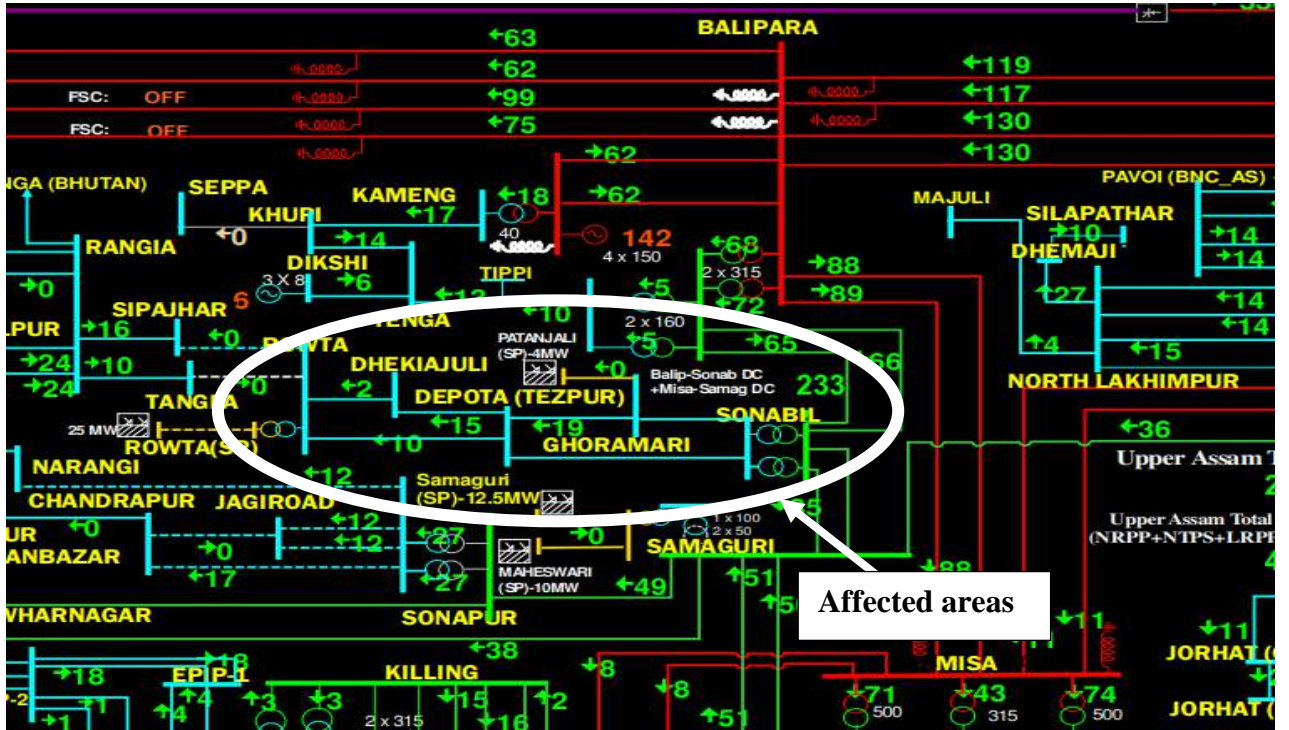 BALIPARA
←63
←62
←119
FSC: OFF
←99
←117
FSC: OFF
←75
←130
→62
←130
NGA (BHUTAN)
SEPPA
KAMENG
←18
→62
PAVOI (BNC_AS)
MAJULI
KHUPI
←17
40
SILAPATHAR
←0
→14
142
←68
→10
→14
RANGIA
4 x 150
DHEMAJI
→14
DIKSHI
TIPPI
2 x 315
→88
→0
3 X 8
→6
←5
→89
SIPAJHAR
6
←72
←14
LPUR
→16
←0
TENGA
←10
2 x 160
←14
ROWTA
PATANJALI
(SP)-4MW
←5
→65
→24
→10
DHEKIAJULI
←0
Balip-Sonab DC
+Misa-Samag DC
233
←15
→24
→0
←2
DEPOTA (TEZPUR)
NORTH LAKHIMPUR
TANGLA
SONABIL
25 MW
←15
←19
←36
←10
GHORAMARI
Upper Assam T
NARANGI
←12
Samaguri
(SP)-12.5MW
CHANDRAPUR
JAGIROAD
UR
←0
←12
1 x 100
2 x 50
Upper Assam Total
(NRPP+NTPS+LRPP
ANBAZAR
→0
←12
←27
→0
SAMAGURI
←17
←27
MAHESWARI
(SP)-10MW
←49
↑51
Affected areas
WHARNAGAR
SONAPUR
←38
↓11
JORHAT (
→18
EPIP-1
→18
KILLING
↓8
MISA
P-2
↓8
↓71
↓43
↓74
→1
↑4
↑3
↓3
↓15
↑2
500
315
500
→1
↑4
2 x 315
↓16
↑51
JORHAT (